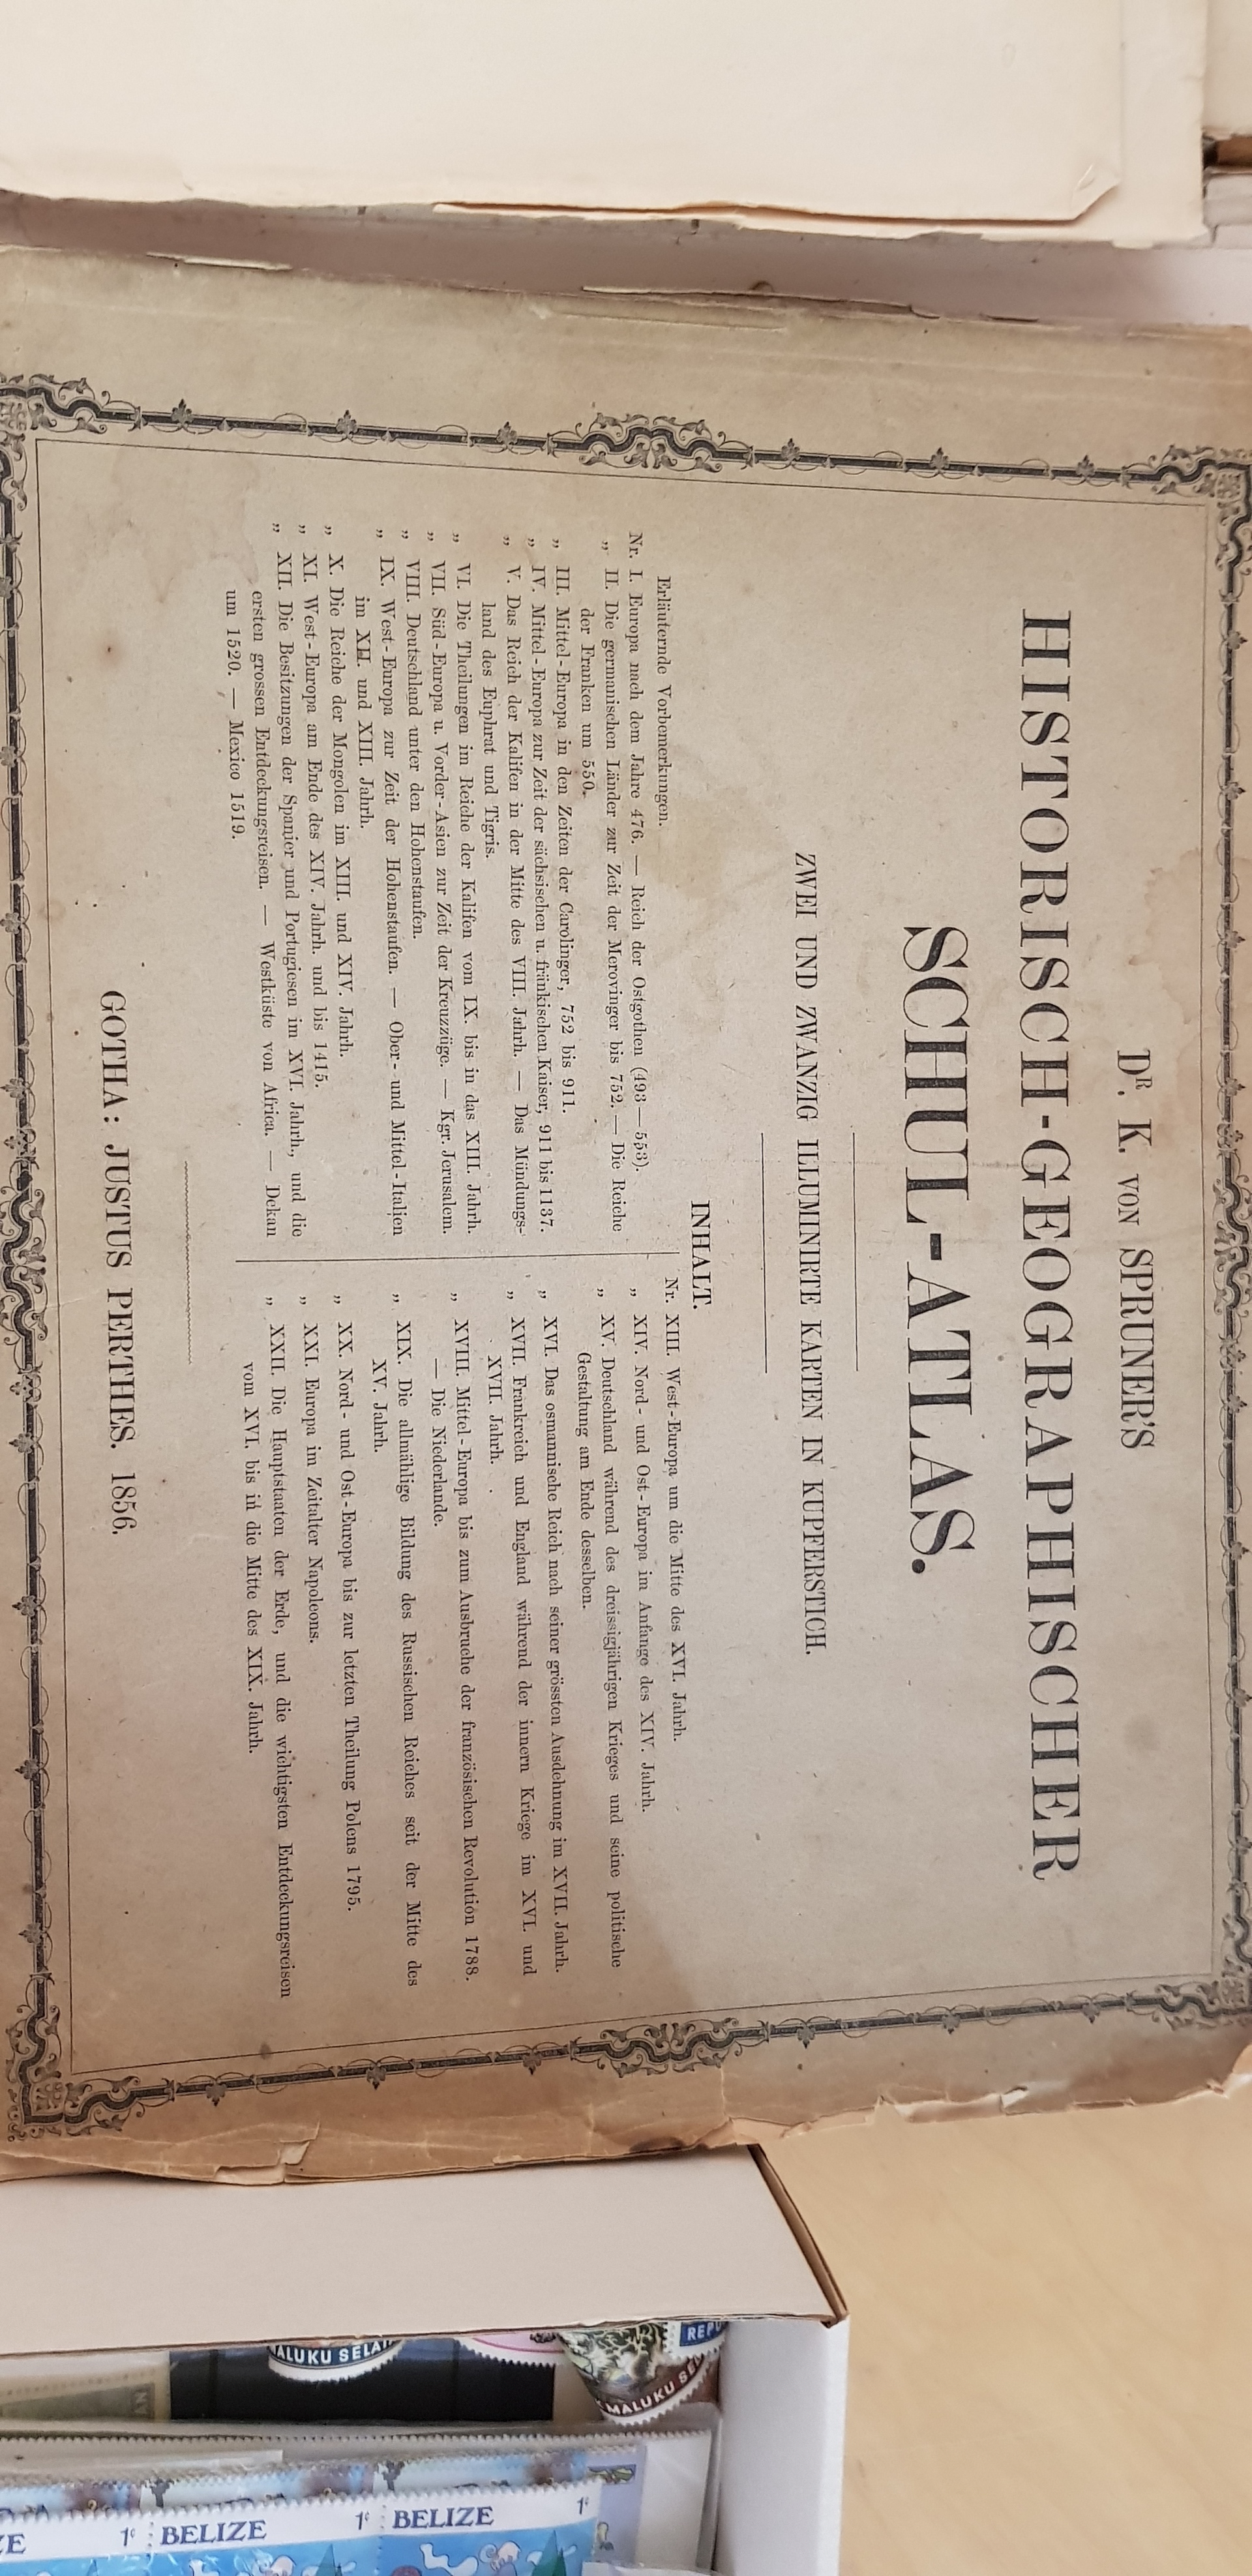 DR. K. VON SPRUNER'S
HISTORISCH-GEOGRAPHISCHER
SCHUL-ATLAS.
ZWEI UND ZWANZIG ILLUMINIRTE KARTEN IN KUPFERSTICH.
INHALT.
Erläuternde Vorbemerkungen.
Nr. I. Europa nach dem Jahre 476. — Reich der Ostgothen (493—553).
„ II. Die germanischen Länder zur Zeit der Merovinger bis 752. — Die Reiche
der Franken um 550.
„ III. Mittel-Europa in den Zeiten der Carolinger, 752 bis 911.
„ IV. Mittel-Europa zur Zeit der sächsischen u. fränkischen Kaiser, 911 bis 1137.
„ V. Das Reich der Kalifen in der Mitte des VIII. Jahrh. — Das Mündungs-
land des Euphrat und Tigris.
„ VI. Die Theilungen im Reiche der Kalifen vom IX. bis in das XII. Jahrh.
„ VII. Süd-Europa u. Vorder-Asien zur Zeit der Kreuzzüge. — Kgr. Jerusalem.
„ VIII. Deutschland unter den Hohenstaufen.
„ IX. West-Europa zur Zeit der Hohenstaufen. — Ober- und Mittel-Italien
im XII. und XIII. Jahrh.
„ X. Die Reiche der Mongolen in XIII. und XIV. Jahrh.
„ XI. West-Europa am Ende des XIV. Jahrh. und bis 1415.
„ XII. Die Besitzungen der Spanier und Portugiesen im XVI. Jahrh., und die
ersten grossen Entdeckungsreisen. — Westküste von Africa. — Dekan
um 1520. — Mexico 1519.
Nr. XIII. West-Europa um die Mitte des XVI. Jahrh.
„ XIV. Nord- und Ost-Europa im Anfange des XIV. Jahrh.
„ XV. Deutschland während des dreissigjährigen Krieges und seine politische
Gestaltung am Ende desselben.
„ XVI. Das osmannische Reich nach seiner grössten Ausdehnung im XVII. Jahrh.
„ XVII. Frankreich und England während der innern Kriege im XVI. und
XVII. Jahrh.
„ XVIII. Mittel-Europa bis zum Ausbruche der französischen Revolution 1788.
— Die Niederlande.
„ XIX. Die allmählige Bildung des Russischen Reiches seit der Mitte des
XV. Jahrh.
„ XX. Nord- und Ost-Europa bis zur letzten Theilung Polens 1795.
„ XXI. Europa im Zeitalter Napoleons.
„ XXII. Die Hauptstaaten der Erde, und die wichtigsten Entdeckungsreisen
vom XVI. bis in die Mitte des XIX. Jahrh.
GOTHA: JUSTUS PERTHES. 1856.
MALUKU SEL
REPU
ALUKU SELA
1c BELIZE 1c BELIZE 1c